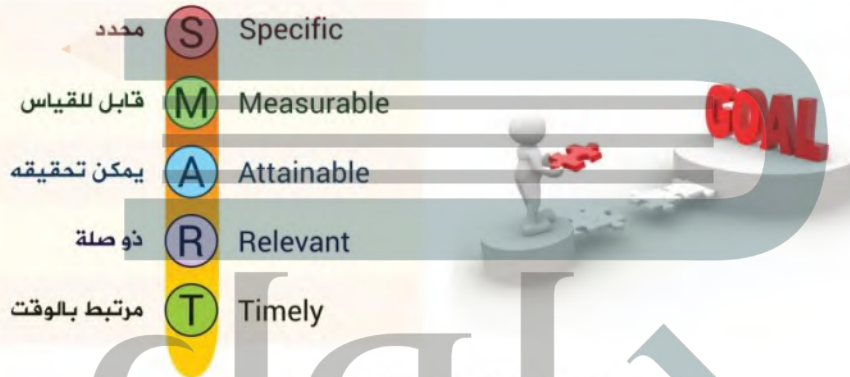 محدد S Specific
قابل للقياس M Measurable
يمكن تحقيقه A Attainable
ذو صلة R Relevant
مرتبط بالوقت T Timely
GOAL